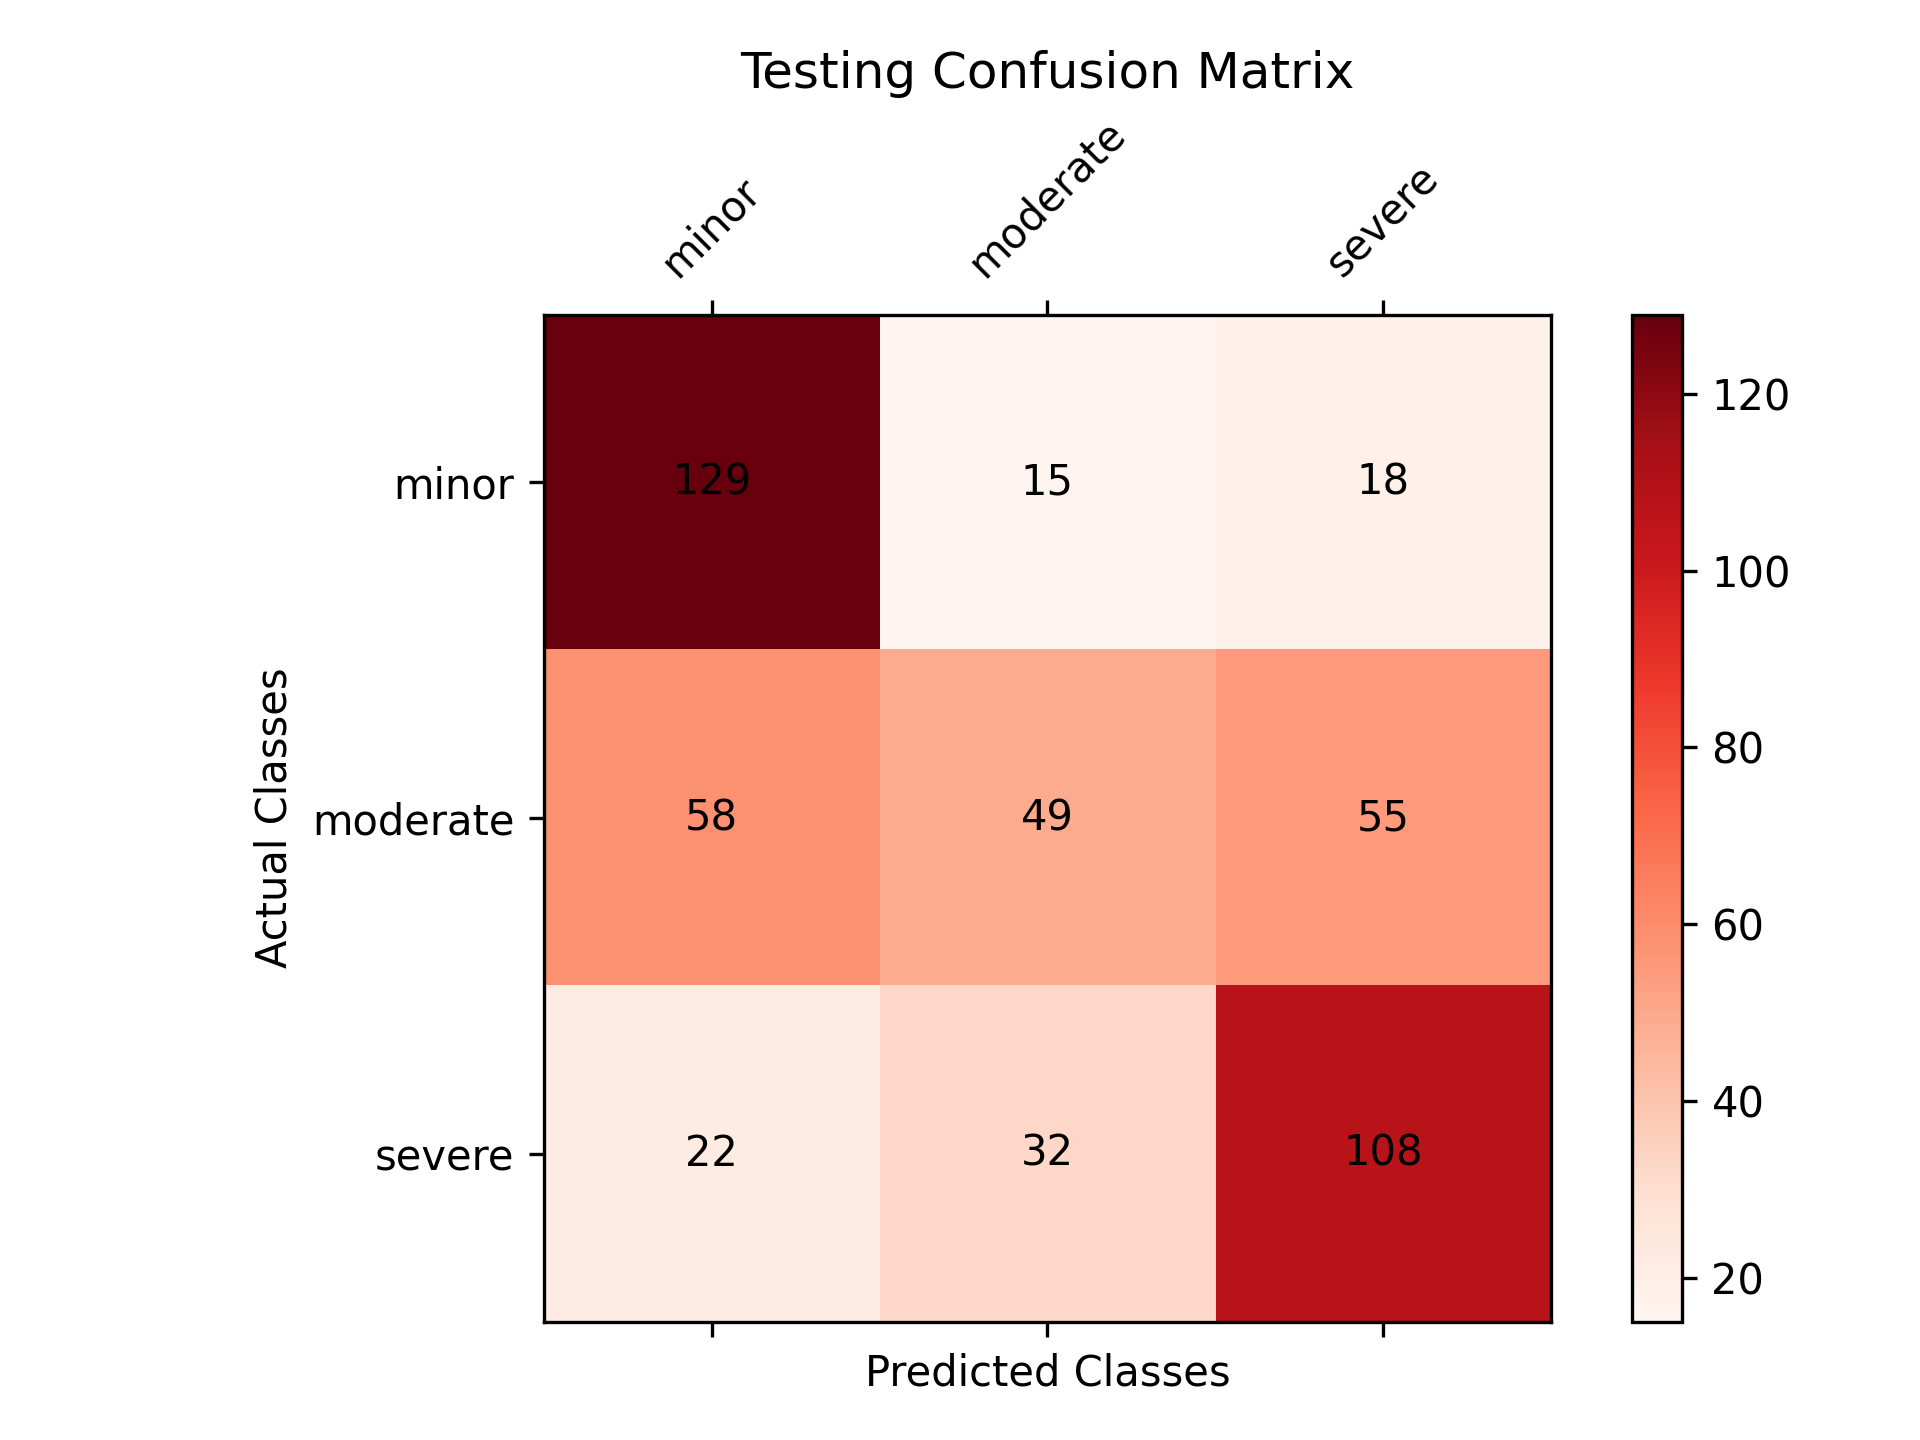 Testing Confusion Matrix
minor moderate severe
minor 129 15 18
moderate 58 49 55
severe 22 32 108
Actual Classes
Predicted Classes
120
100
80
60
40
20